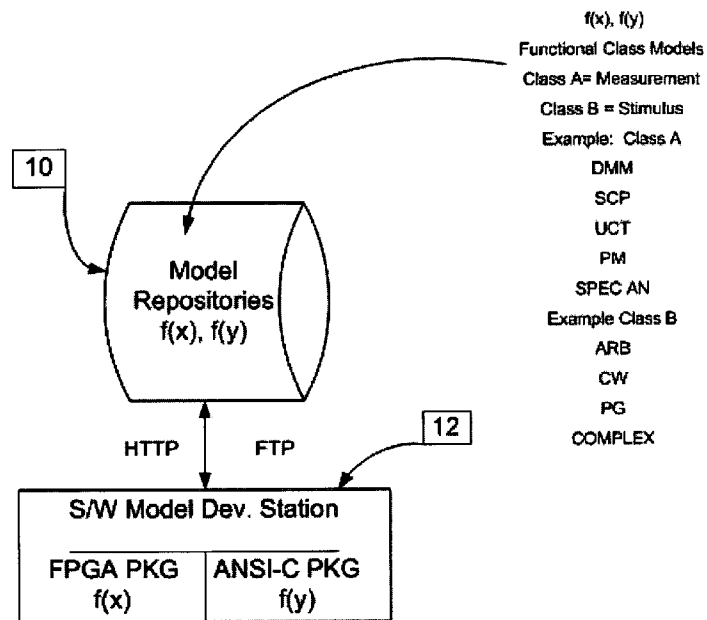 f(x), f(y)
Functional Class Models
Class A= Measurement
Class B = Stimulus
Example: Class A
DMM
SCP
UCT
PM
SPEC AN
Example Class B
ARB
CW
PG
COMPLEX
10
Model
Repositories
f(x), f(y)
HTTP FTP
12
S/W Model Dev. Station
FPGA PKG ANSI-C PKG
f(x) f(y)